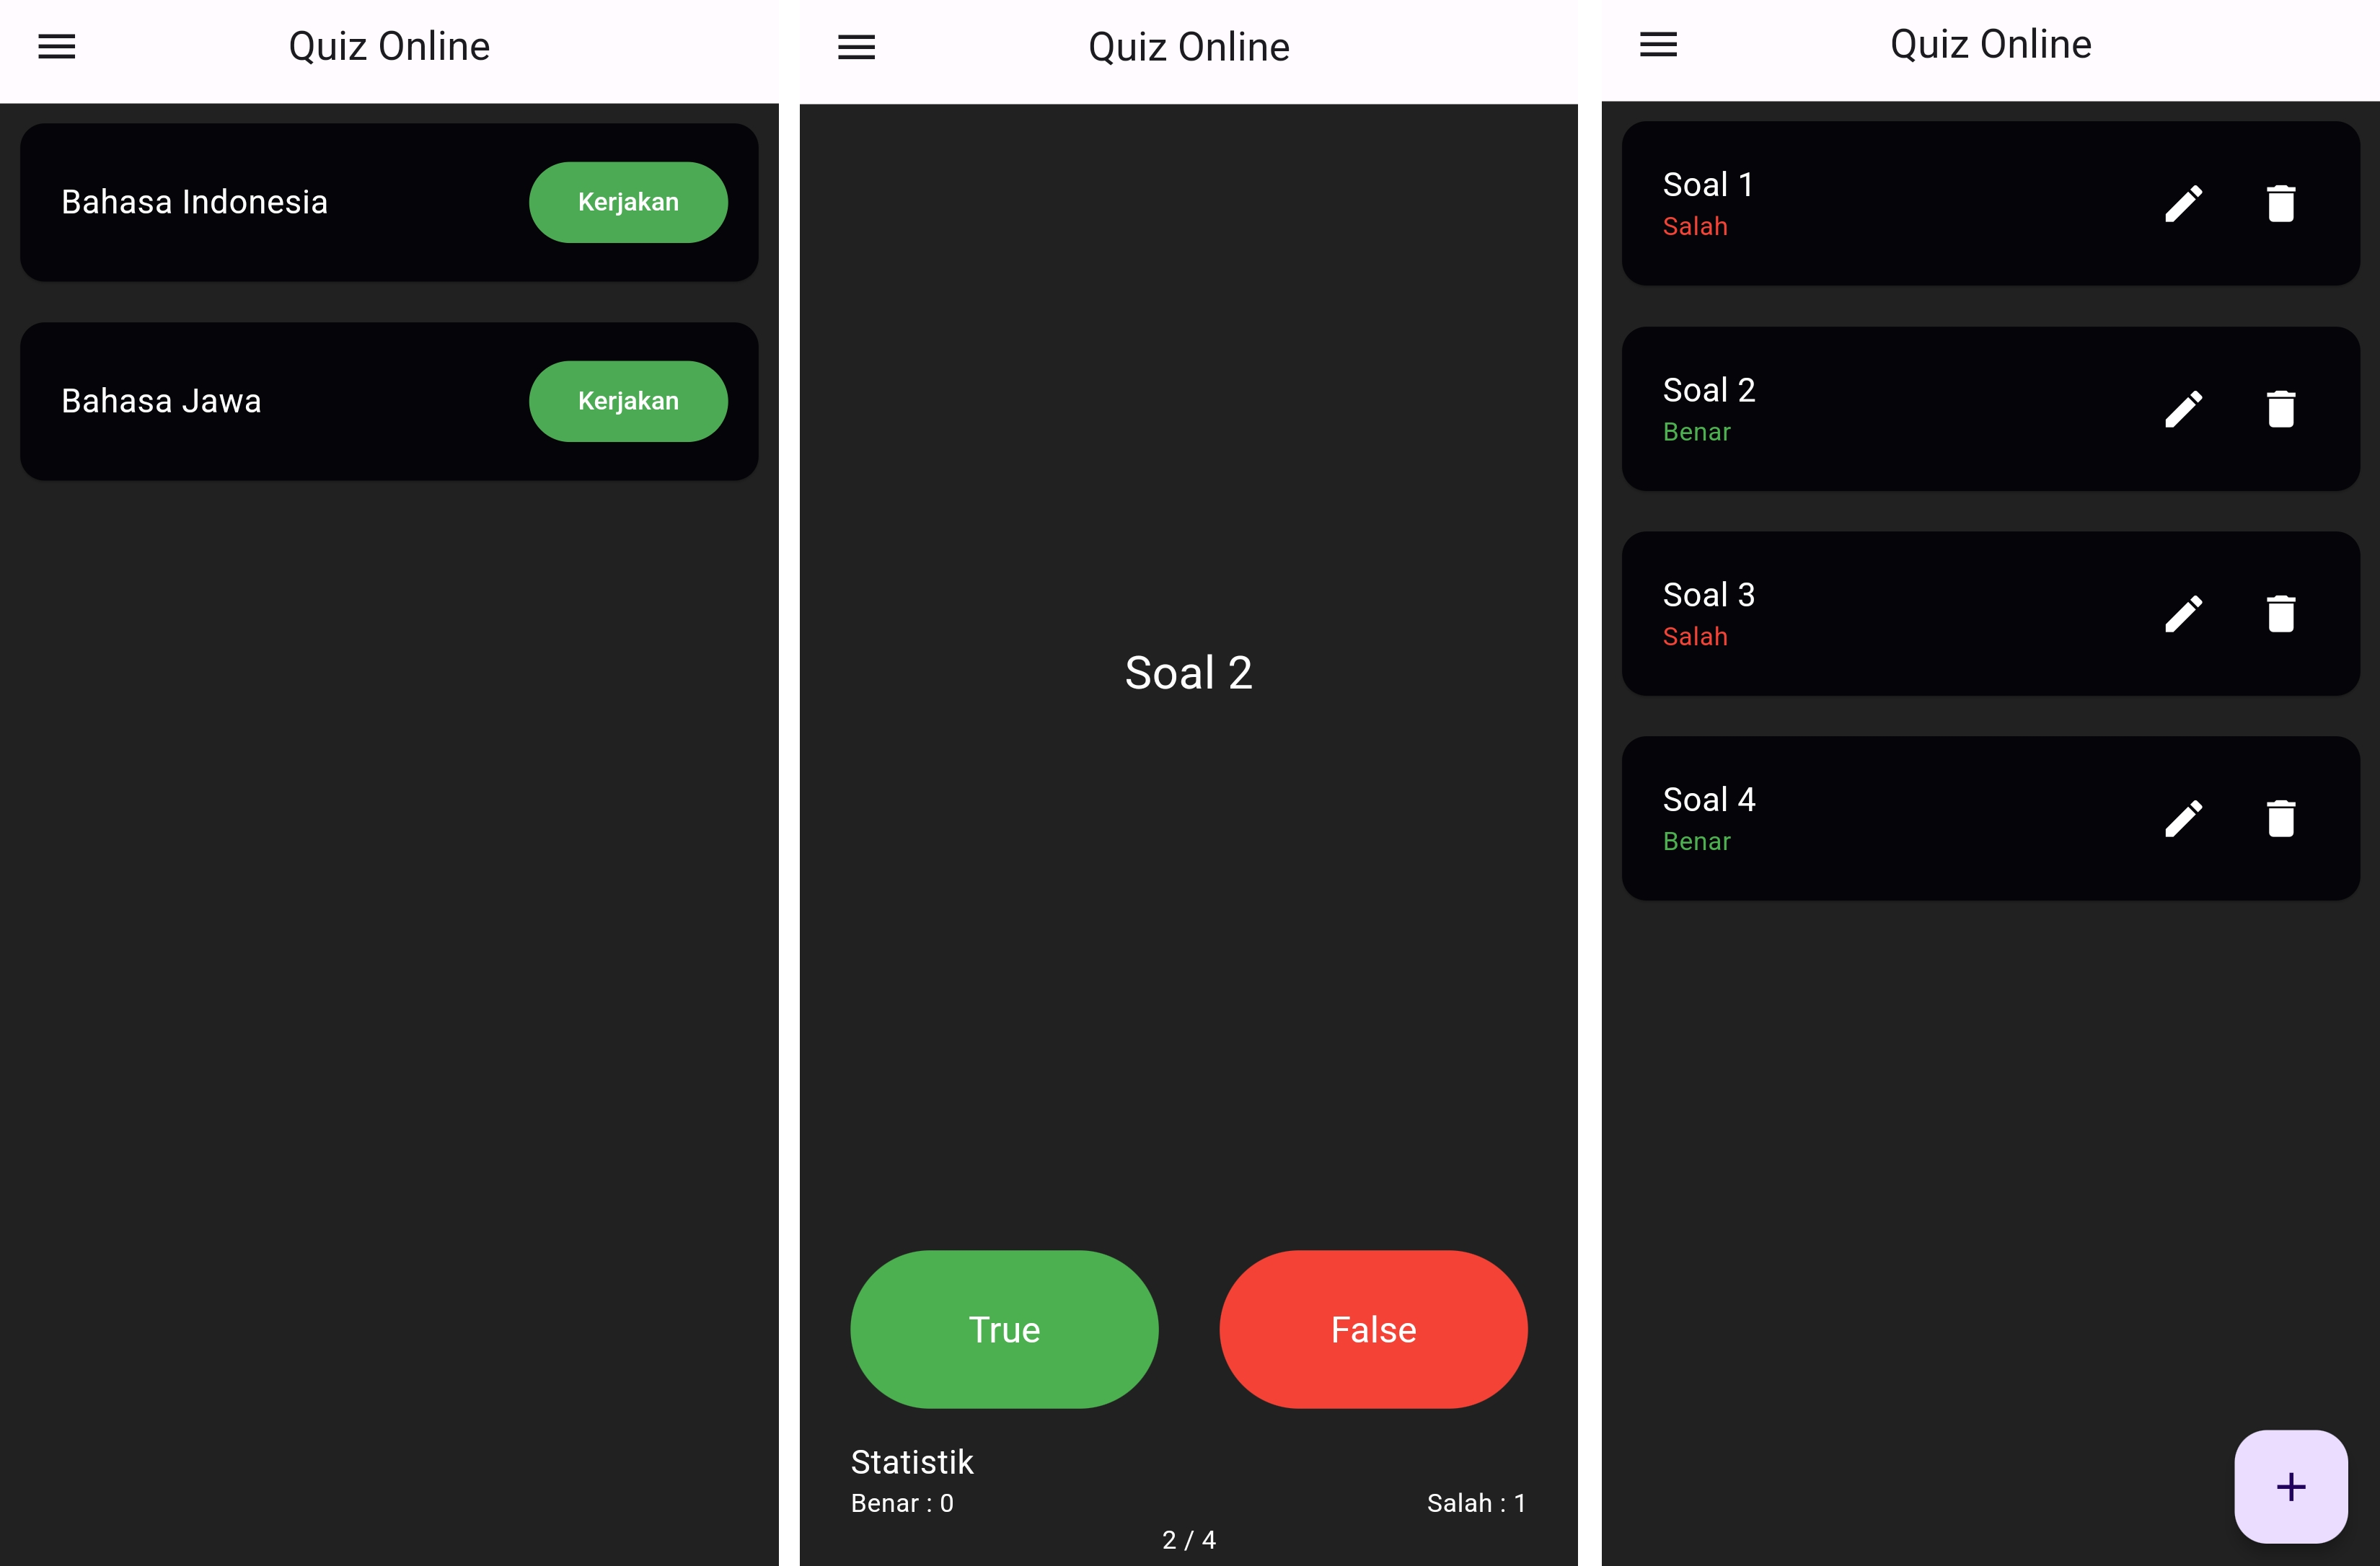 Quiz Online
Bahasa Indonesia
Kerjakan
Bahasa Jawa
Kerjakan
Quiz Online
Soal 2
True
False
Statistik
Benar : 0
Salah : 1
2 / 4
Quiz Online
Soal 1
Salah
Soal 2
Benar
Soal 3
Salah
Soal 4
Benar
+